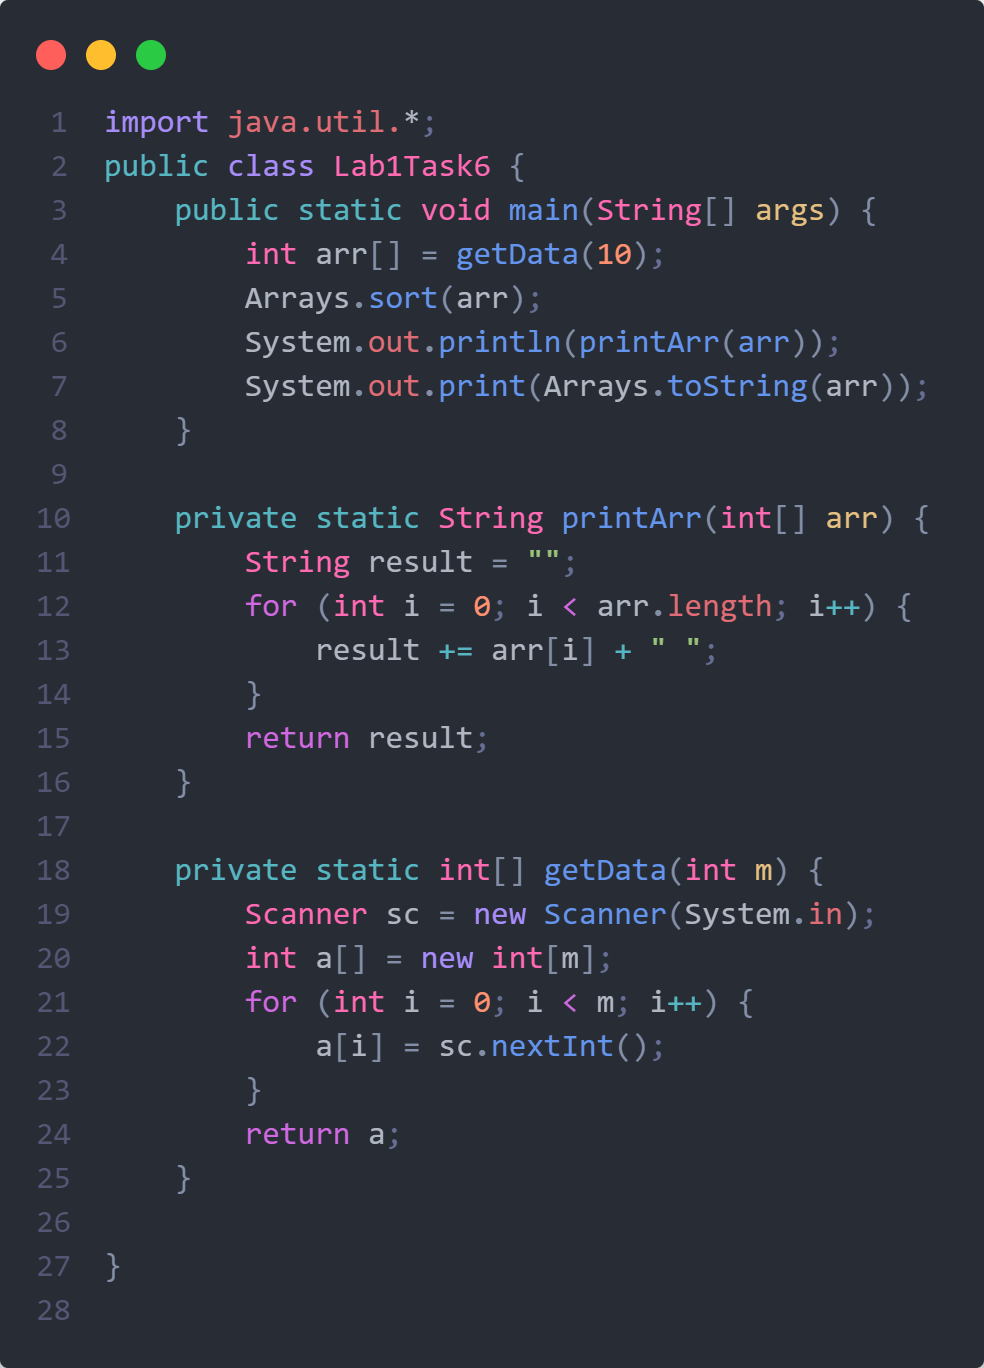 1 import java.util.*;
2 public class Lab1Task6 {
3     public static void main(String[] args) {
4         int arr[] = getData(10);
5         Arrays.sort(arr);
6         System.out.println(printArr(arr));
7         System.out.print(Arrays.toString(arr));
8     }
9
10     private static String printArr(int[] arr) {
11         String result = "";
12         for (int i = 0; i < arr.length; i++) {
13             result += arr[i] + " ";
14         }
15         return result;
16     }
17
18     private static int[] getData(int m) {
19         Scanner sc = new Scanner(System.in);
20         int a[] = new int[m];
21         for (int i = 0; i < m; i++) {
22             a[i] = sc.nextInt();
23         }
24         return a;
25     }
26
27 }
28